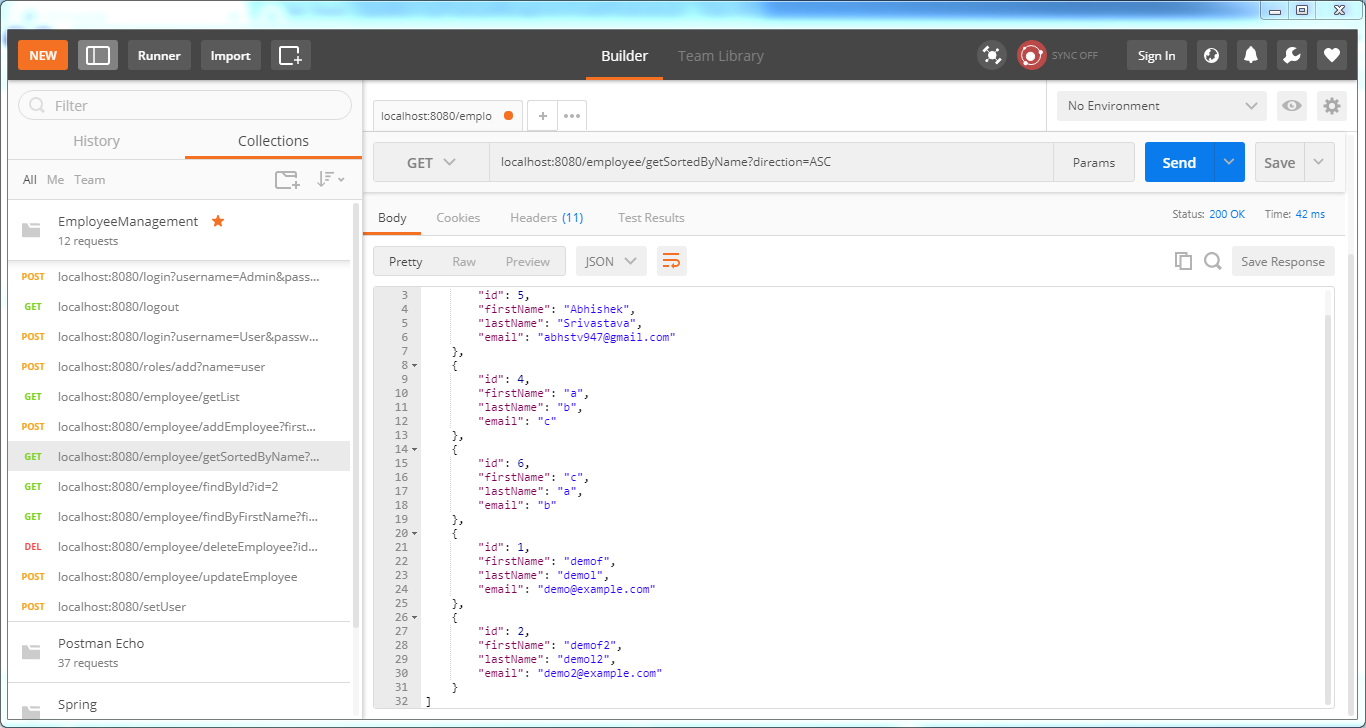 NEW Runner Import Builder Team Library SYNC OFF Sign In
Filter
History Collections
All Me Team
EmployeeManagement
12 requests
POST localhost:8080/login?username=Admin&pass...
GET localhost:8080/logout
POST localhost:8080/login?username=User&passw...
POST localhost:8080/roles/add?name=user
GET localhost:8080/employee/getList
POST localhost:8080/employee/addEmployee?first...
GET localhost:8080/employee/getSortedByName?...
GET localhost:8080/employee/findById?id=2
GET localhost:8080/employee/findByFirstName?fi...
DEL localhost:8080/employee/deleteEmployee?id...
POST localhost:8080/employee/updateEmployee
POST localhost:8080/setUser
Postman Echo
37 requests
Spring
localhost:8080/emplo + ••• No Environment
GET localhost:8080/employee/getSortedByName?direction=ASC Params Send Save
Body Cookies Headers (11) Test Results Status: 200 OK Time: 42 ms
Pretty Raw Preview JSON Save Response
3 "id": 5,
4 "firstName": "Abhishek",
5 "lastName": "Srivastava",
6 "email": "abhstv947@gmail.com"
7 },
8 {
9 "id": 4,
10 "firstName": "a",
11 "lastName": "b",
12 "email": "c"
13 },
14 {
15 "id": 6,
16 "firstName": "c",
17 "lastName": "a",
18 "email": "b"
19 },
20 {
21 "id": 1,
22 "firstName": "demof",
23 "lastName": "demol",
24 "email": "demo@example.com"
25 },
26 {
27 "id": 2,
28 "firstName": "demof2",
29 "lastName": "demol2",
30 "email": "demo2@example.com"
31 }
32 ]